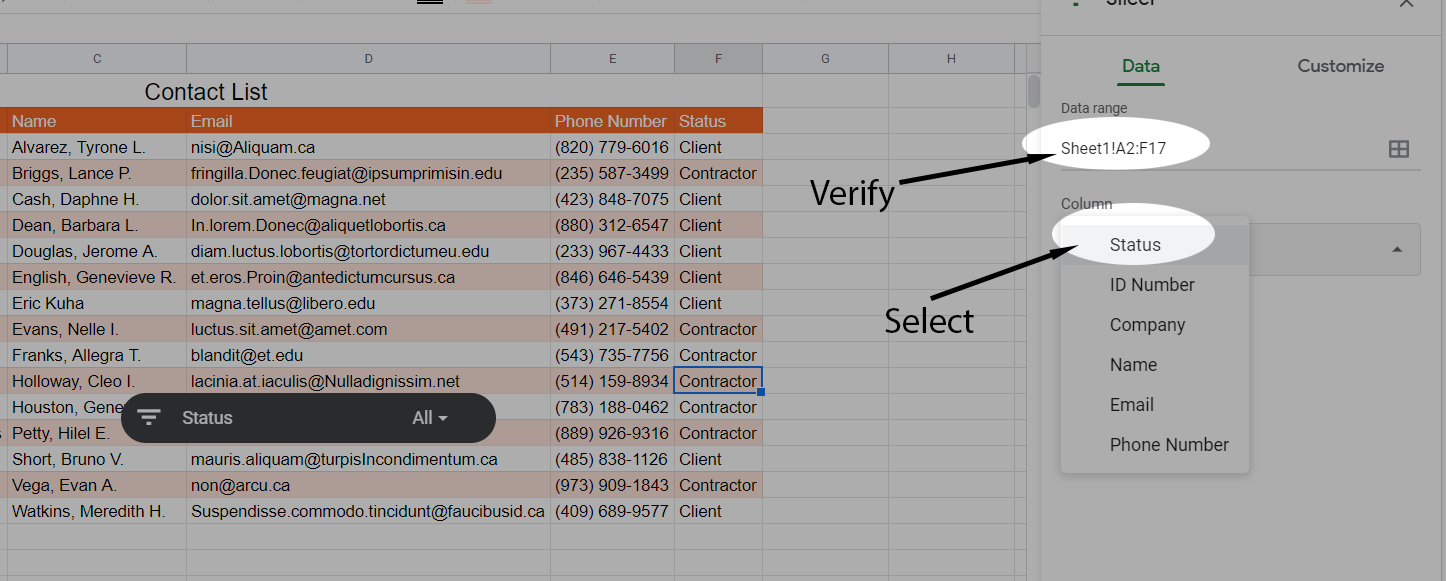 Slicer
C D E F G H
Data Customize
Contact List
Data range
Name Email Phone Number Status
Sheet1!A2:F17
Alvarez, Tyrone L. nisi@Aliquam.ca (820) 779-6016 Client
Briggs, Lance P. fringilla.Donec.feugiat@ipsumprimisin.edu (235) 587-3499 Contractor
Verify
Cash, Daphne H. dolor.sit.amet@magna.net (423) 848-7075 Client
Column
Dean, Barbara L. In.lorem.Donec@aliquetlobortis.ca (880) 312-6547 Client
Status
Douglas, Jerome A. diam.luctus.lobortis@tortordictumeu.edu (233) 967-4433 Client
English, Genevieve R. et.eros.Proin@antedictumcursus.ca (846) 646-5439 Client
ID Number
Eric Kuha magna.tellus@libero.edu (373) 271-8554 Client
Select
Company
Evans, Nelle I. luctus.sit.amet@amet.com (491) 217-5402 Contractor
Franks, Allegra T. blandit@et.edu (543) 735-7756 Contractor
Name
Holloway, Cleo I. lacinia.at.iaculis@Nulladignissim.net (514) 159-8934 Contractor
Houston, Gene (783) 188-0462 Contractor
Email
Status All
Petty, Hilel E. (889) 926-9316 Contractor
Phone Number
Short, Bruno V. mauris.aliquam@turpisIncondimentum.ca (485) 838-1126 Client
Vega, Evan A. non@arcu.ca (973) 909-1843 Contractor
Watkins, Meredith H. Suspendisse.commodo.tincidunt@faucibusid.ca (409) 689-9577 Client